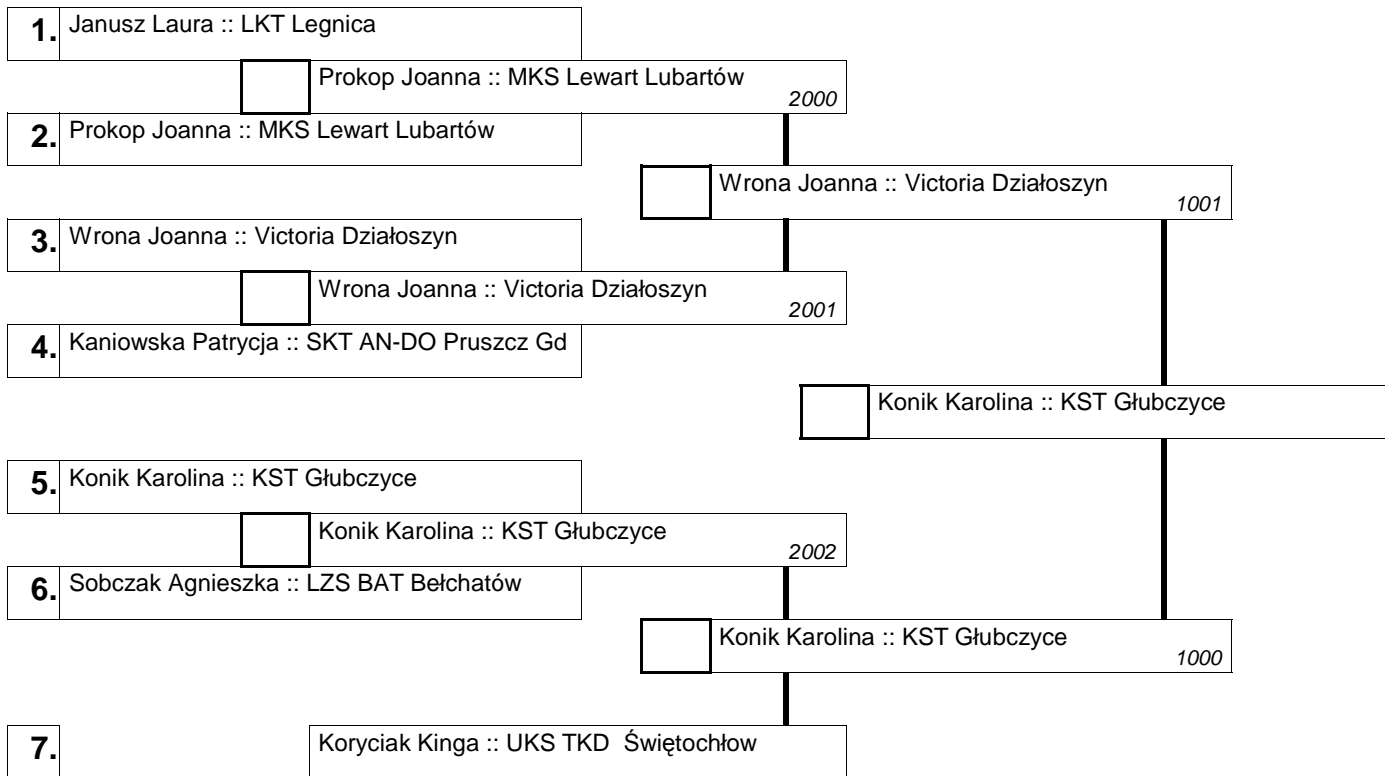 1. Janusz Laura :: LKT Legnica
Prokop Joanna :: MKS Lewart Lubartów
2000
2. Prokop Joanna :: MKS Lewart Lubartów
Wrona Joanna :: Victoria Działoszyn
1001
3. Wrona Joanna :: Victoria Działoszyn
Wrona Joanna :: Victoria Działoszyn
2001
4. Kaniowska Patrycja :: SKT AN-DO Pruszcz Gd
Konik Karolina :: KST Głubczyce
5. Konik Karolina :: KST Głubczyce
Konik Karolina :: KST Głubczyce
2002
6. Sobczak Agnieszka :: LZS BAT Bełchatów
Konik Karolina :: KST Głubczyce
1000
7. Koryciak Kinga :: UKS TKD Świętochłow